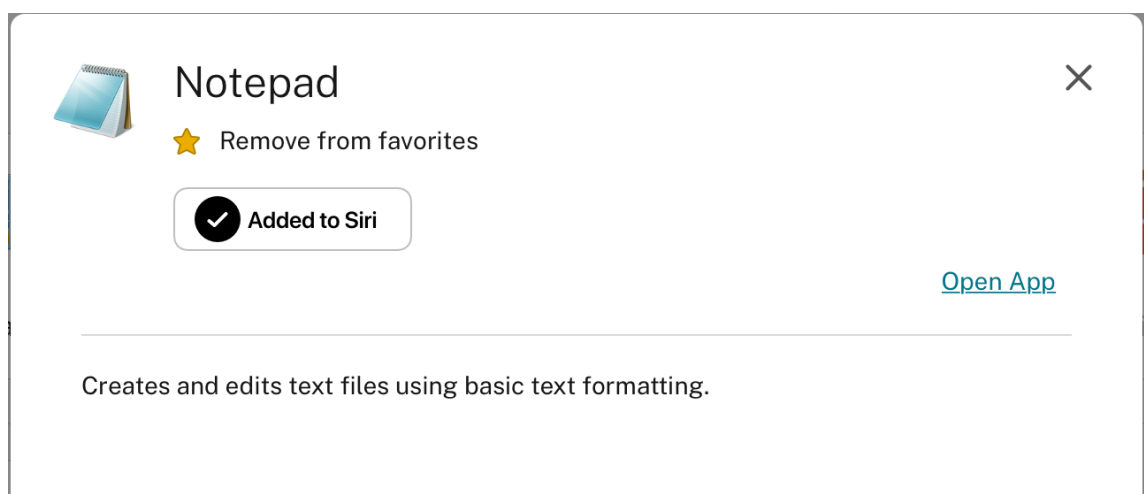 Notepad
Remove from favorites
Added to Siri
Open App
Creates and edits text files using basic text formatting.